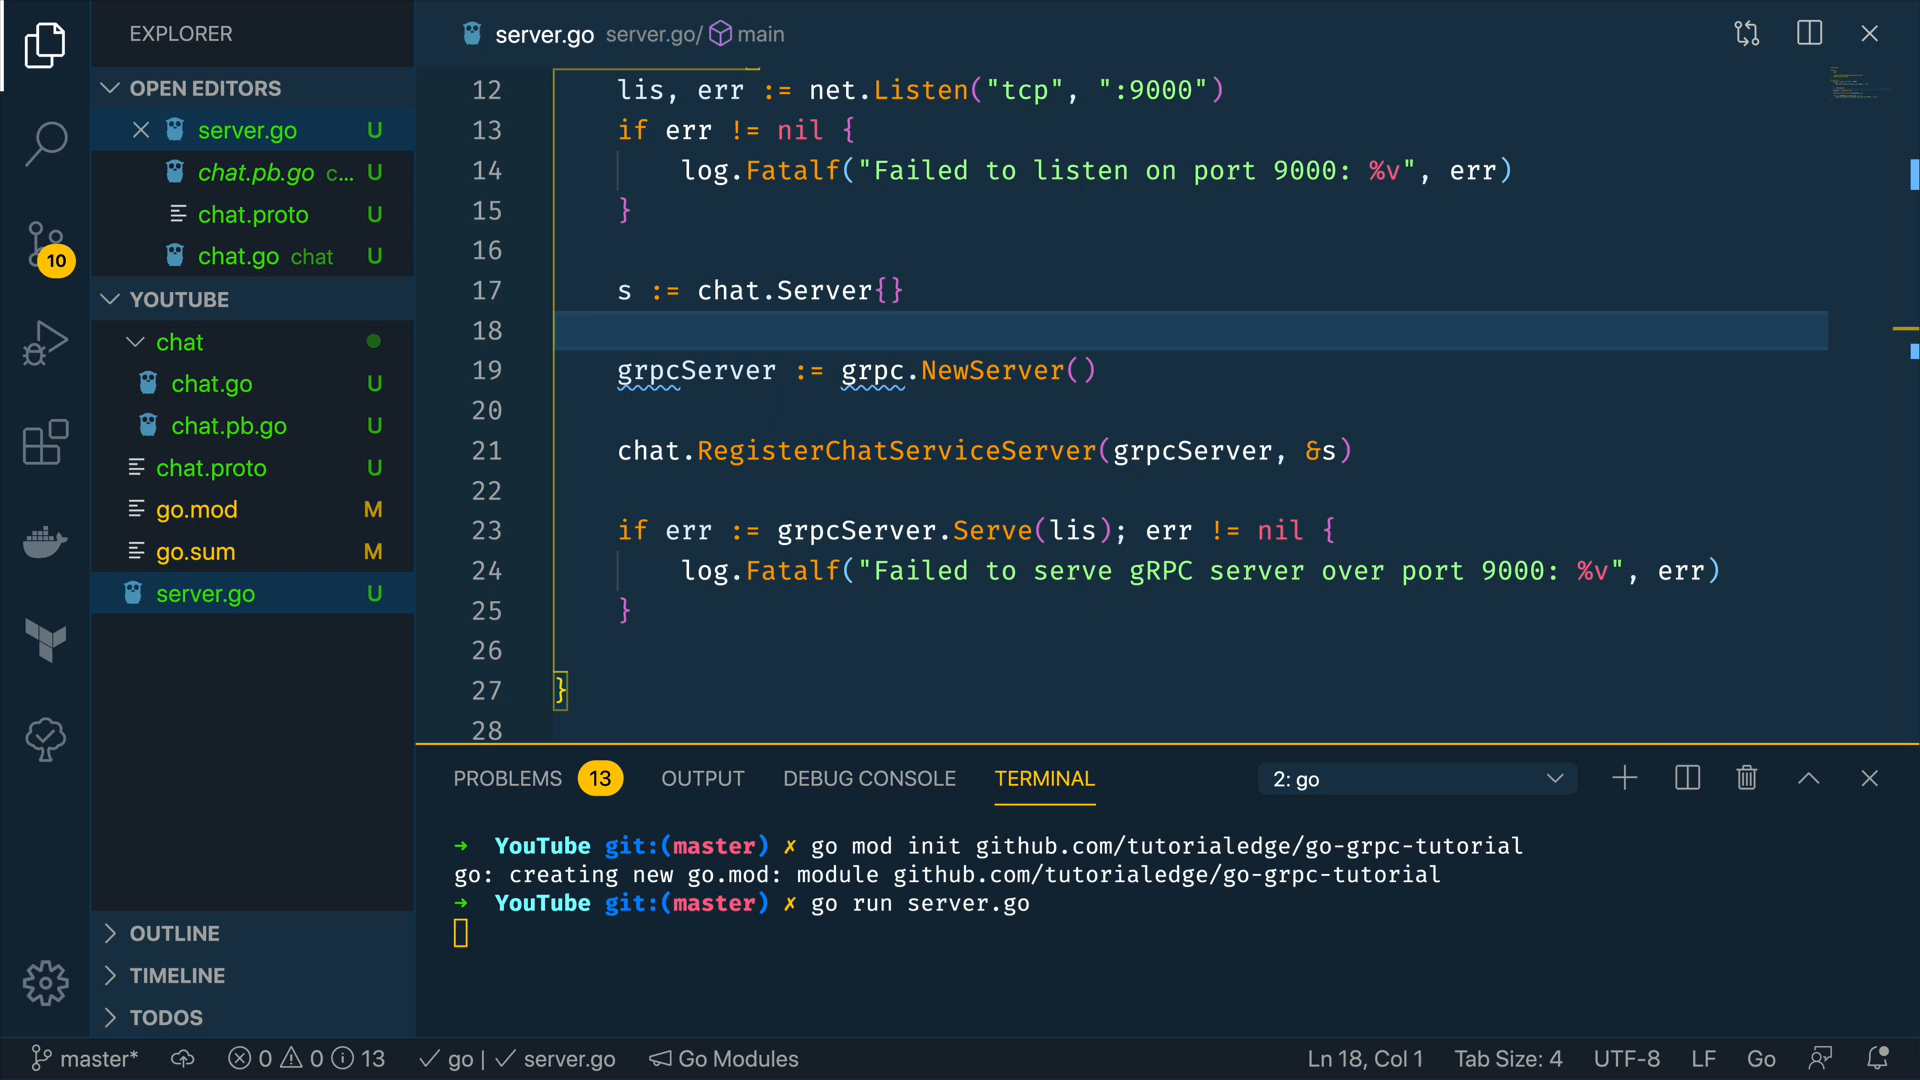 EXPLORER
OPEN EDITORS
server.go U
chat.pb.go c... U
chat.proto U
chat.go chat U
10
YOUTUBE
chat
chat.go U
chat.pb.go U
chat.proto U
go.mod M
go.sum M
server.go U
OUTLINE
TIMELINE
TODOS
server.go server.go/ main
12 lis, err := net.Listen("tcp", ":9000")
13 if err != nil {
14 log.Fatalf("Failed to listen on port 9000: %v", err)
15 }
16
17 s := chat.Server{}
18
19 grpcServer := grpc.NewServer()
20
21 chat.RegisterChatServiceServer(grpcServer, &s)
22
23 if err := grpcServer.Serve(lis); err != nil {
24 log.Fatalf("Failed to serve gRPC server over port 9000: %v", err)
25 }
26
27 }
28
PROBLEMS 13 OUTPUT DEBUG CONSOLE TERMINAL 2: go
➜ YouTube git:(master) ✗ go mod init github.com/tutorialedge/go-grpc-tutorial
go: creating new go.mod: module github.com/tutorialedge/go-grpc-tutorial
➜ YouTube git:(master) ✗ go run server.go
master* 0 0 13 ✓ go | ✓ server.go Go Modules Ln 18, Col 1 Tab Size: 4 UTF-8 LF Go